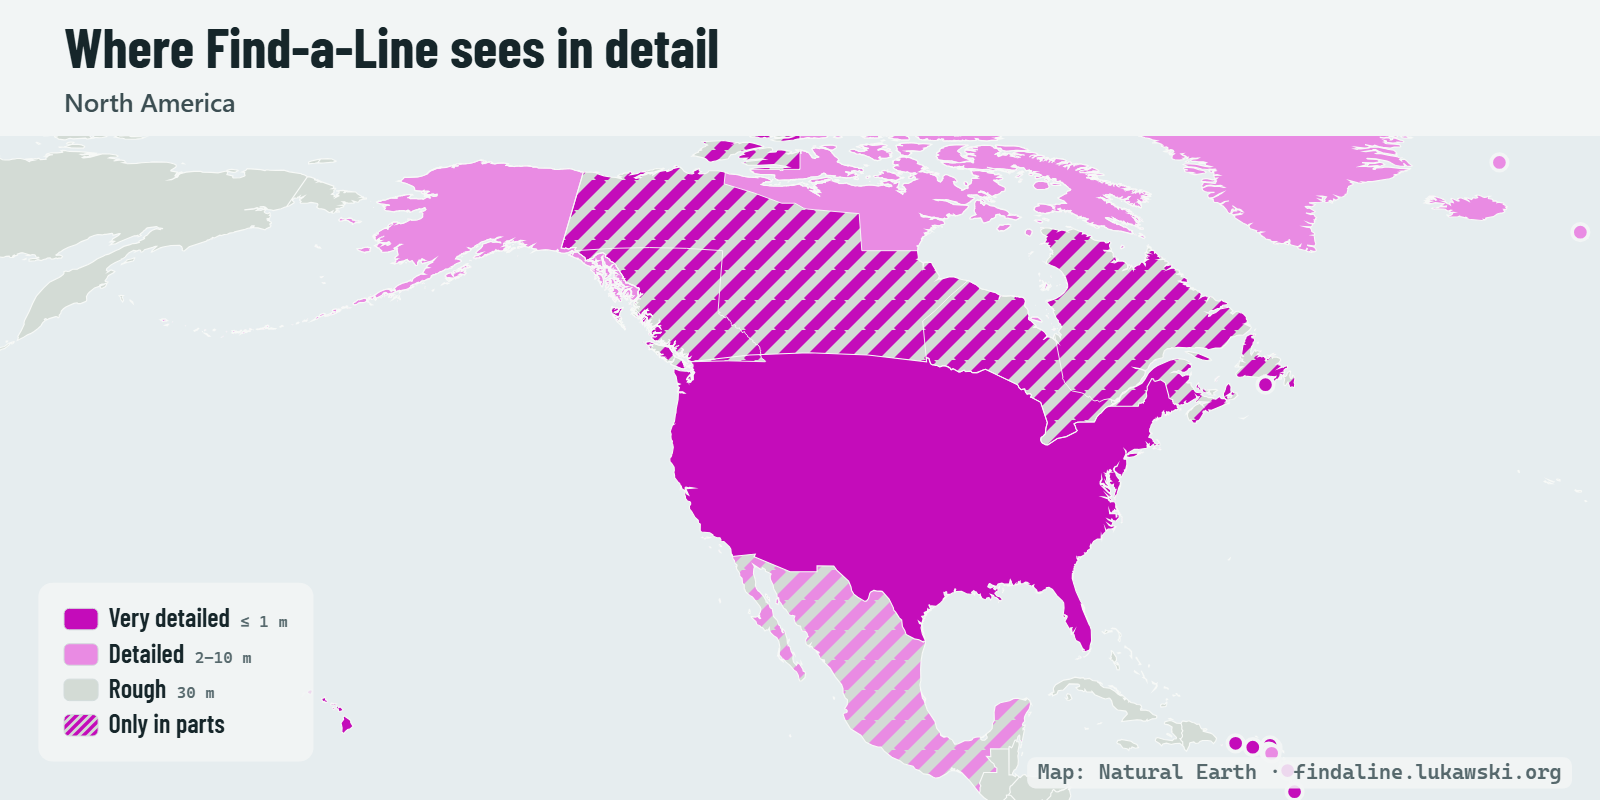 Where Find-a-Line sees in detail
North America
Very detailed ≤ 1 m
Detailed 2–10 m
Rough 30 m
Only in parts
Map: Natural Earth · findaline.lukawski.org